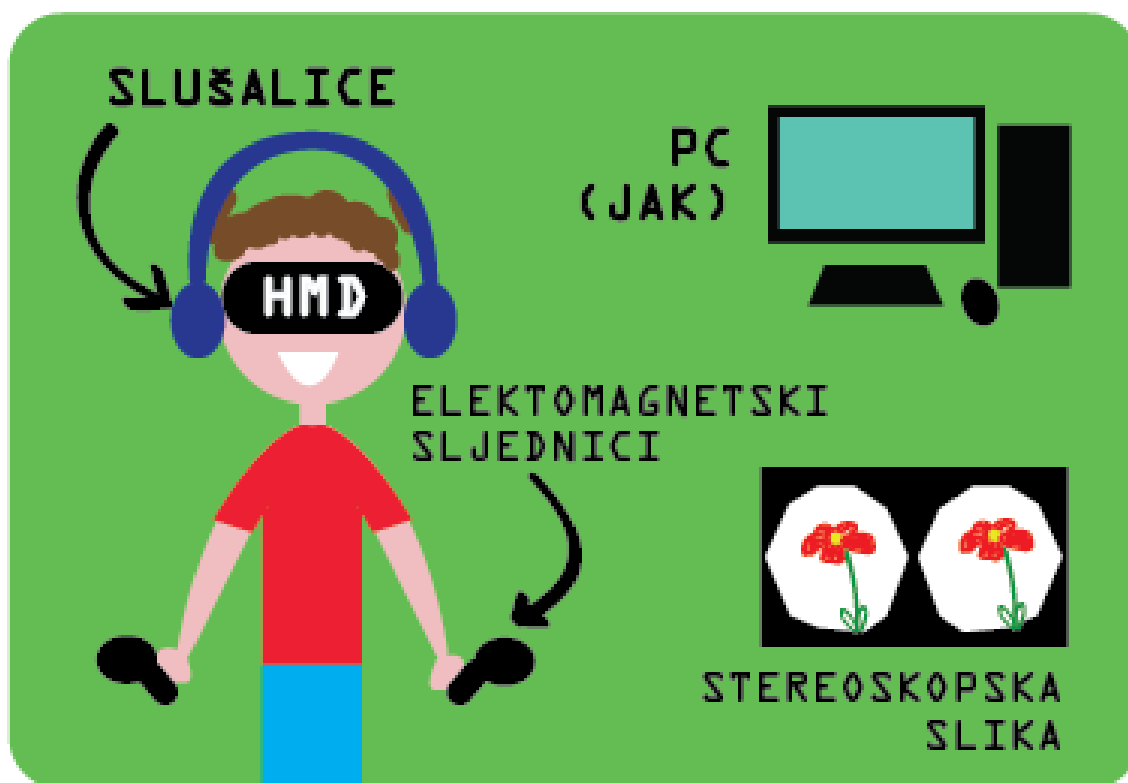 SLUŠALICE
PC
(JAK)
HMD
ELEKTOMAGNETSKI
SLJEDNICI
STEREOSKOPSKA
SLIKA